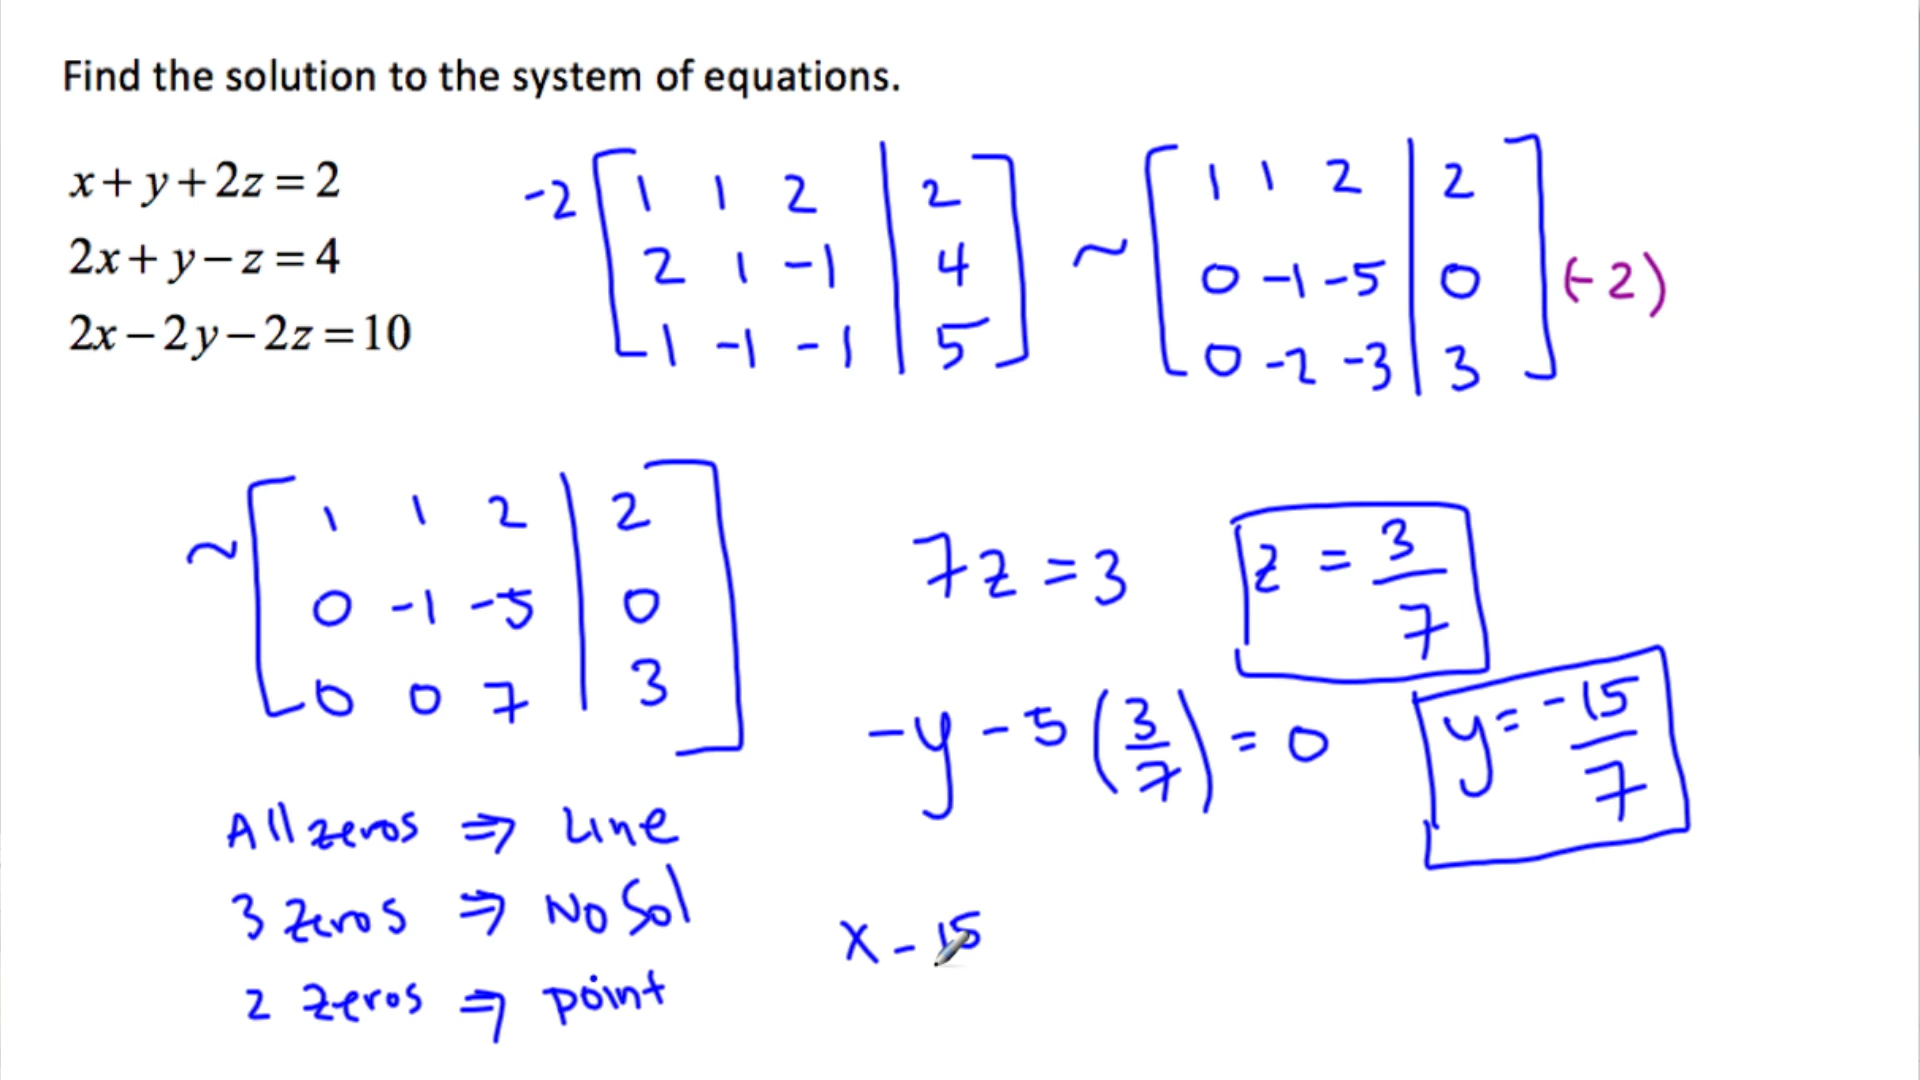 Find the solution to the system of equations.
x + y + 2z = 2
2x + y − z = 4
2x − 2y − 2z = 10
-2 [ 1 1 2 | 2 ]
[ 2 1 -1 | 4 ]
[ 1 -1 -1 | 5 ]
~ [ 1 1 2 | 2 ]
[ 0 -1 -5 | 0 ] (-2)
[ 0 -2 -3 | 3 ]
~ [ 1 1 2 | 2 ]
[ 0 -1 -5 | 0 ]
[ 0 0 7 | 3 ]
7z = 3
z = 3/7
-y - 5 (3/7) = 0
y = -15/7
All zeros ⇒ Line
3 zeros ⇒ No Sol
2 zeros ⇒ point
x - 15